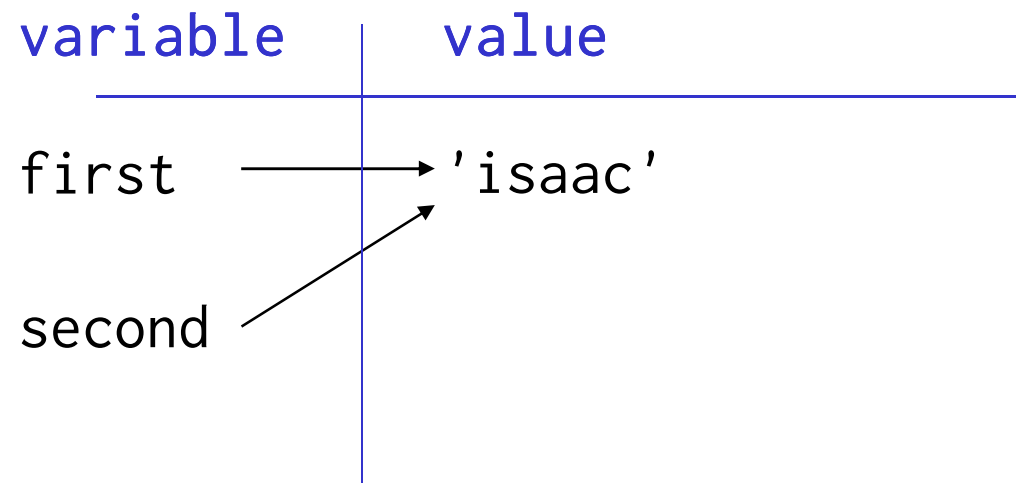 variable value
first 'isaac'
second